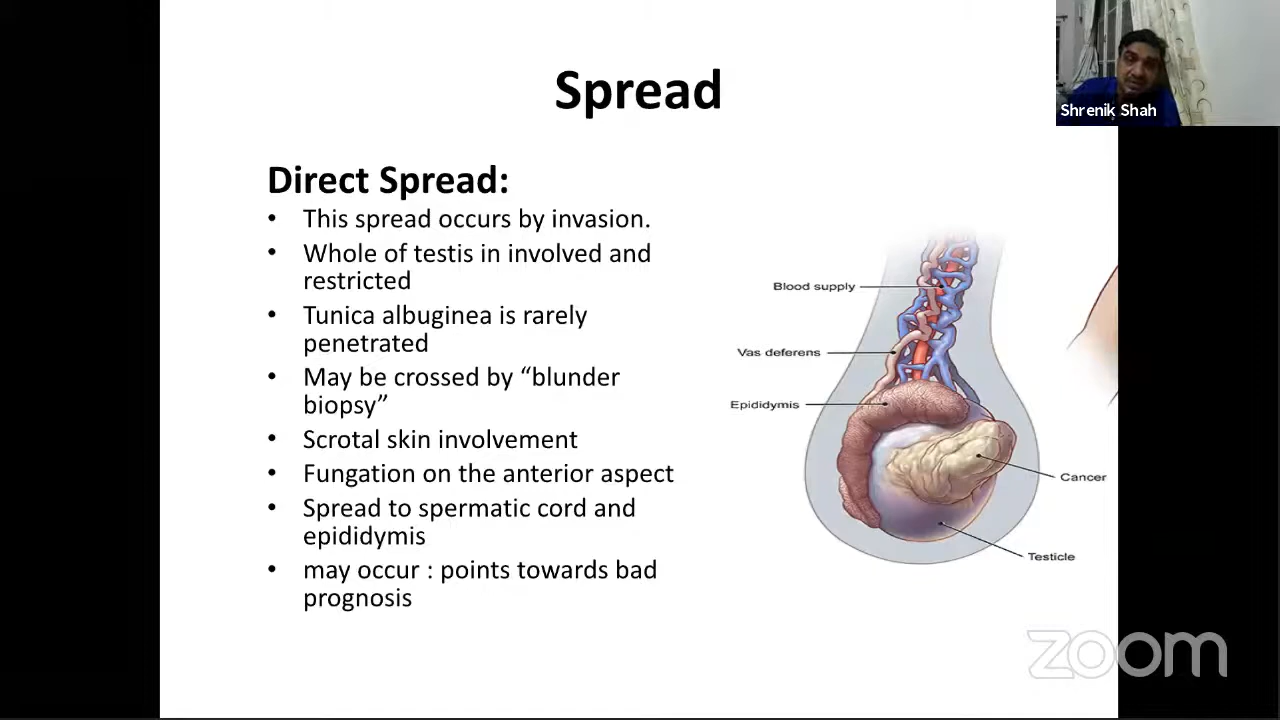 Spread
Shrenik Shah
Direct Spread:
• This spread occurs by invasion.
• Whole of testis in involved and
restricted
• Tunica albuginea is rarely
penetrated
• May be crossed by “blunder
biopsy”
• Scrotal skin involvement
• Fungation on the anterior aspect
• Spread to spermatic cord and
epididymis
• may occur : points towards bad
prognosis
Blood supply
Vas deferens
Epididymis
Cancer
Testicle
zoom